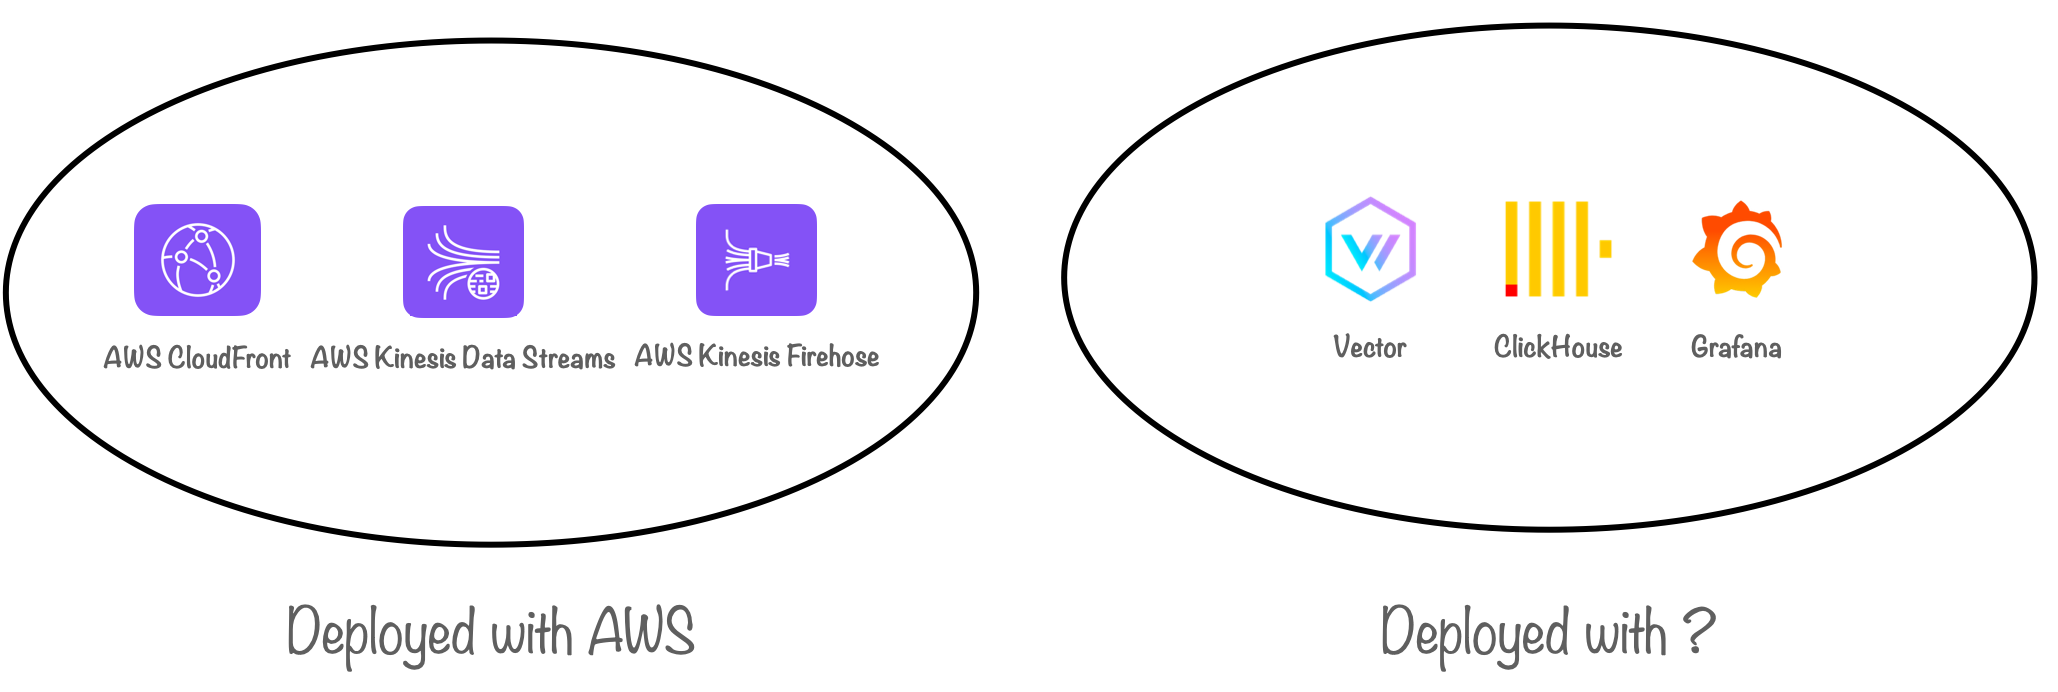 AWS CloudFront
AWS Kinesis Data Streams
AWS Kinesis Firehose
Vector
ClickHouse
Grafana
Deployed with AWS
Deployed with ?